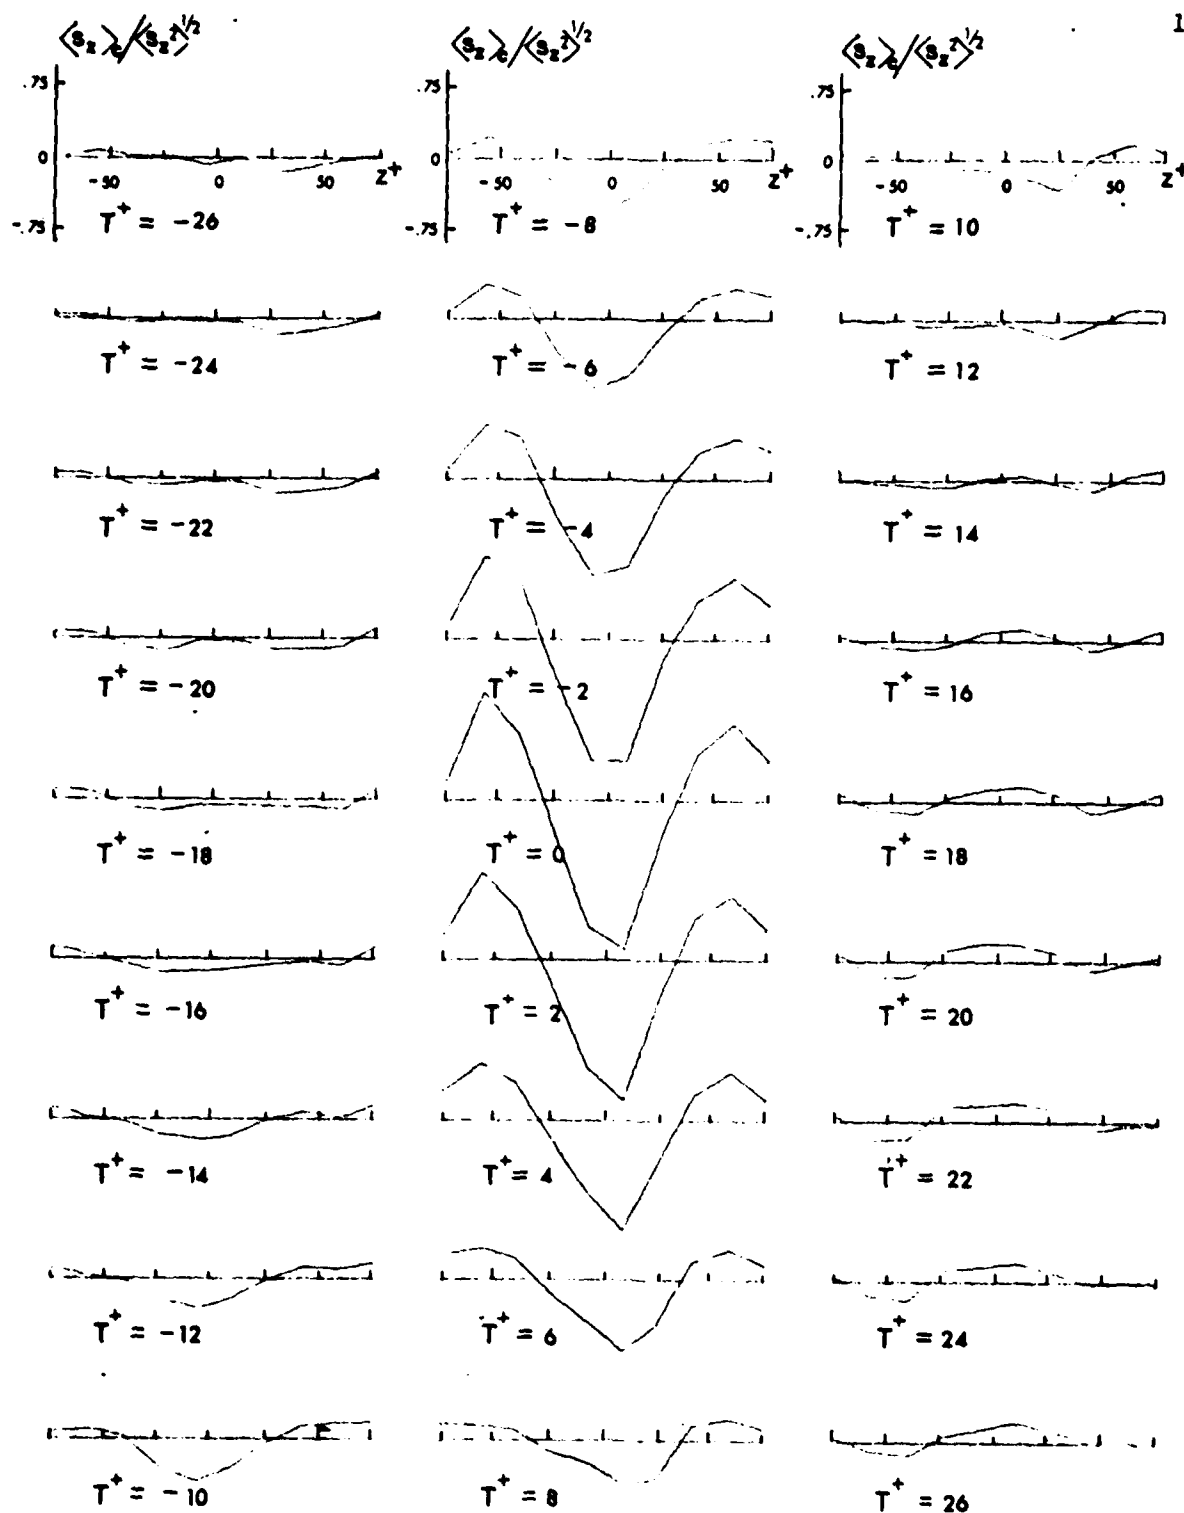 ⟨s_z⟩_c/⟨s_z²⟩^1/2 ⟨s_z⟩_c/⟨s_z²⟩^1/2 ⟨s_z⟩_c/⟨s_z²⟩^1/2 1
.75 .75 .75
0 0 0
-50 0 50 Z⁺ -50 0 50 Z⁺ -50 0 50 Z⁺
-.75 -.75 -.75
T⁺ = -26 T⁺ = -8 T⁺ = 10
T⁺ = -24 T⁺ = -6 T⁺ = 12
T⁺ = -22 T⁺ = -4 T⁺ = 14
T⁺ = -20 T⁺ = -2 T⁺ = 16
T⁺ = -18 T⁺ = 0 T⁺ = 18
T⁺ = -16 T⁺ = 2 T⁺ = 20
T⁺ = -14 T⁺ = 4 T⁺ = 22
T⁺ = -12 T⁺ = 6 T⁺ = 24
T⁺ = -10 T⁺ = 8 T⁺ = 26